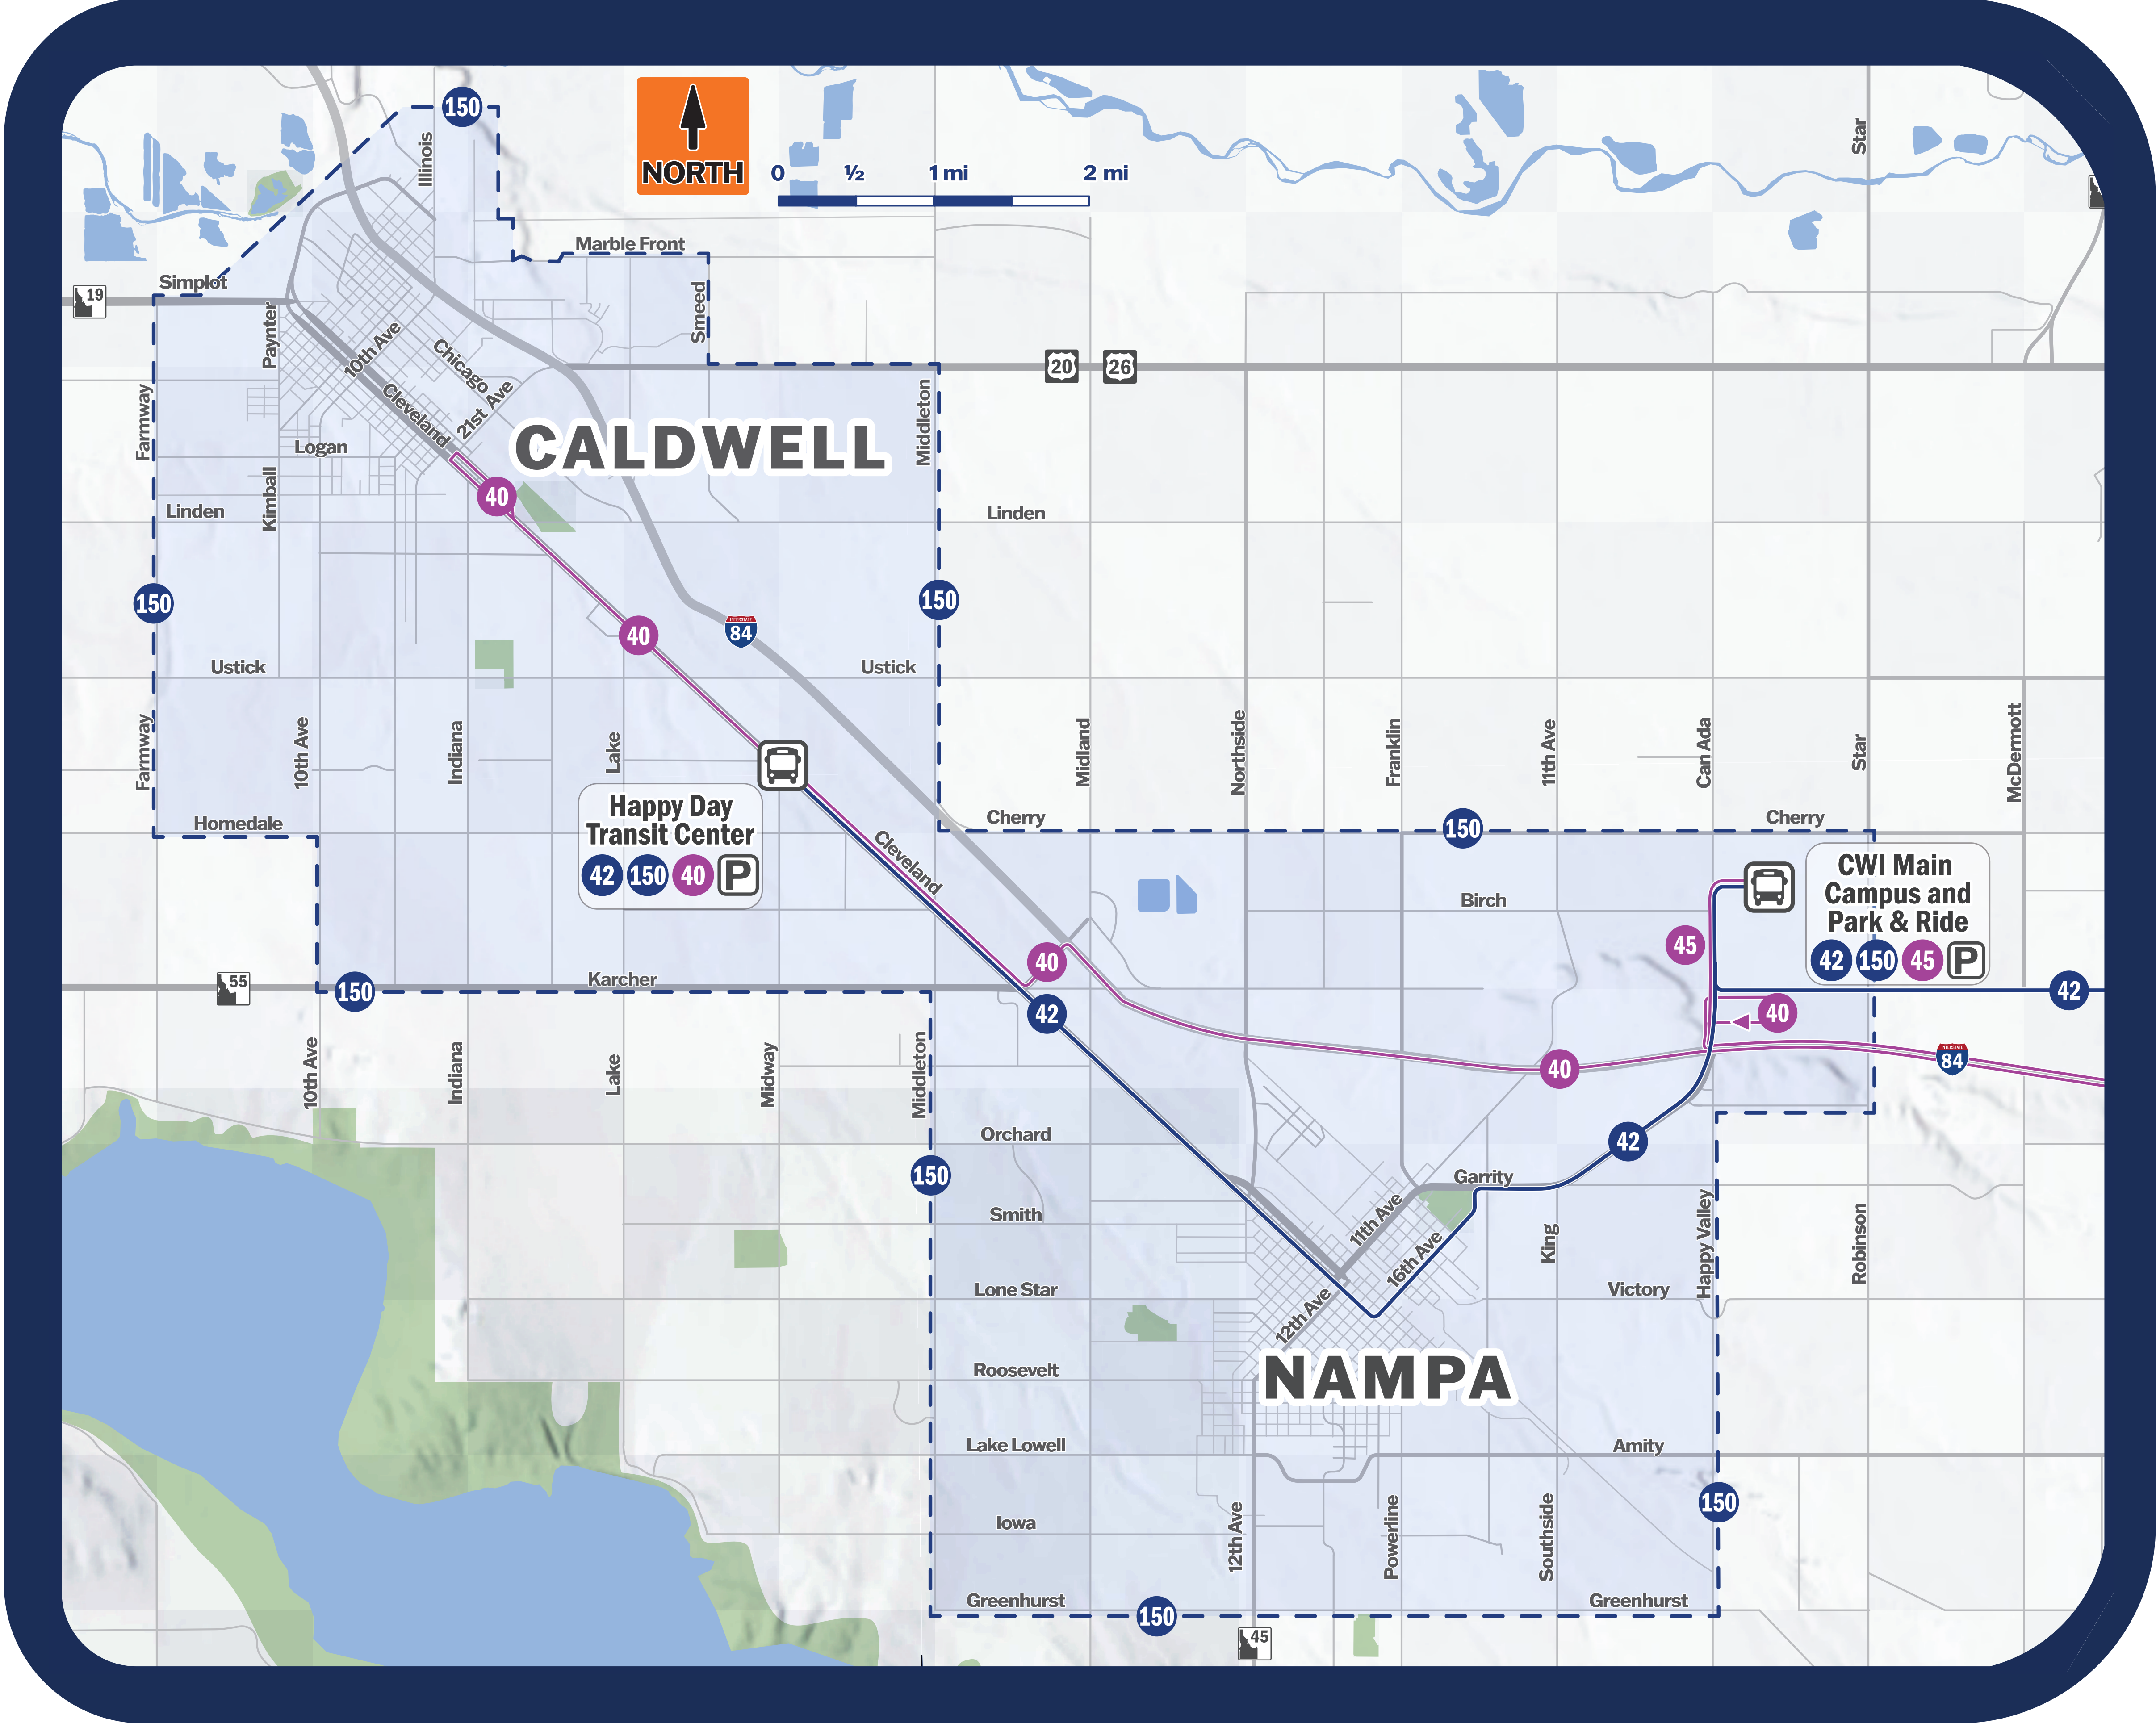 150
NORTH
0 ½ 1 mi 2 mi
Illinois
Star
Marble Front
Simplot
19
Smeed
Paynter
10th Ave
Chicago
20
26
Farmway
Cleveland
21st Ave
Middleton
CALDWELL
Logan
Kimball
40
Linden
Linden
150
150
40
INTERSTATE
84
Ustick
Ustick
Farmway
10th Ave
Indiana
Lake
Midland
Northside
Franklin
11th Ave
Can Ada
Star
McDermott
Happy Day
Transit Center
42 150 40 P
Homedale
Cherry
150
Cherry
Cleveland
CWI Main
Campus and
Park & Ride
42 150 45 P
Birch
45
40
Karcher
55
150
42
42
40
40
INTERSTATE
84
10th Ave
Indiana
Lake
Midway
Middleton
Orchard
42
150
Garrity
Smith
11th Ave
16th Ave
King
Happy Valley
Robinson
Lone Star
12th Ave
Victory
Roosevelt
NAMPA
Lake Lowell
Amity
150
Iowa
12th Ave
Powerline
Southside
Greenhurst
Greenhurst
150
45